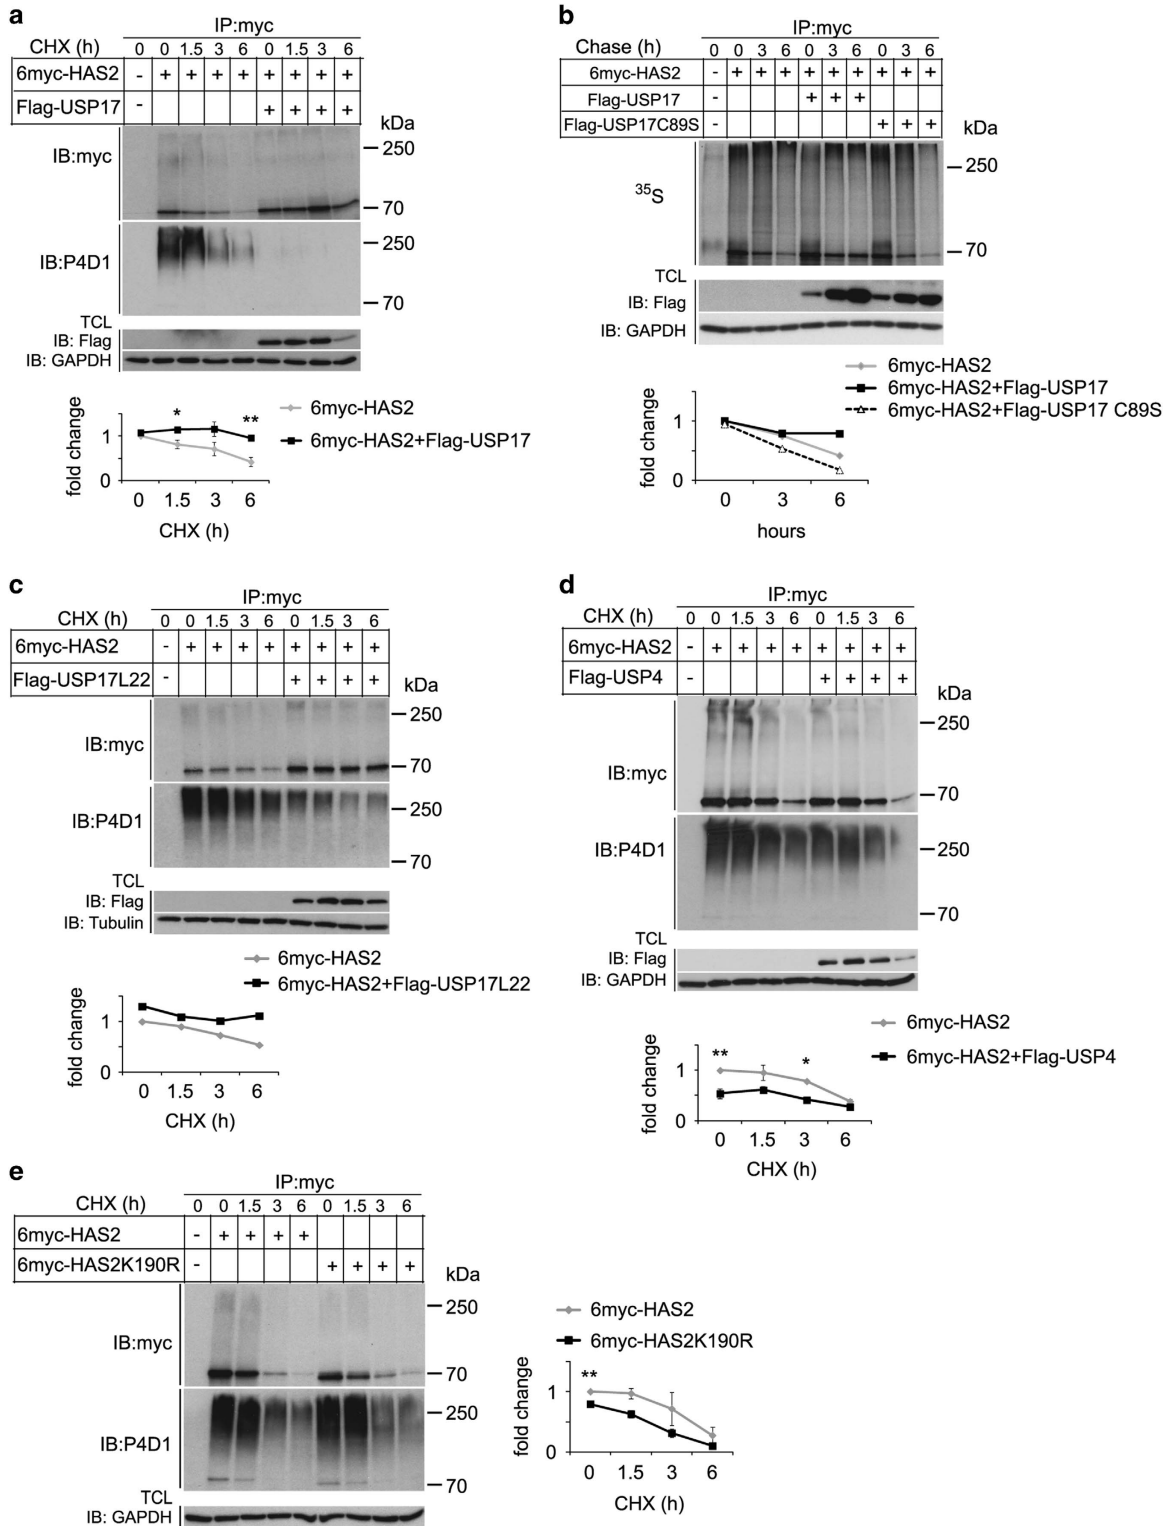 a
IP:myc
CHX (h) 0 0 1.5 3 6 0 1.5 3 6
6myc-HAS2 - + + + + + + + +
Flag-USP17 - + + + +
kDa
IB:myc
250
70
IB:P4D1
250
70
TCL
IB: Flag
IB: GAPDH
fold change
1
0
* **
0 1.5 3 6
CHX (h)
6myc-HAS2
6myc-HAS2+Flag-USP17
b
IP:myc
Chase (h) 0 0 3 6 0 3 6 0 3 6
6myc-HAS2 - + + + + + + + + +
Flag-USP17 - + + +
Flag-USP17C89S - + + +
kDa
35S
250
70
TCL
IB: Flag
IB: GAPDH
6myc-HAS2
6myc-HAS2+Flag-USP17
6myc-HAS2+Flag-USP17 C89S
fold change
1
0
0 3 6
hours
c
IP:myc
CHX (h) 0 0 1.5 3 6 0 1.5 3 6
6myc-HAS2 - + + + + + + + +
Flag-USP17L22 - + + + +
kDa
IB:myc
250
70
IB:P4D1
250
70
TCL
IB: Flag
IB: Tubulin
6myc-HAS2
6myc-HAS2+Flag-USP17L22
fold change
1
0
0 1.5 3 6
CHX (h)
d
IP:myc
CHX (h) 0 0 1.5 3 6 0 1.5 3 6
6myc-HAS2 - + + + + + + + +
Flag-USP4 - + + + +
kDa
IB:myc
250
70
IB:P4D1
250
70
TCL
IB: Flag
IB: GAPDH
6myc-HAS2
6myc-HAS2+Flag-USP4
fold change
1
0
** *
0 1.5 3 6
CHX (h)
e
IP:myc
CHX (h) 0 0 1.5 3 6 0 1.5 3 6
6myc-HAS2 - + + + +
6myc-HAS2K190R - + + + +
kDa
IB:myc
250
70
IB:P4D1
250
70
TCL
IB: GAPDH
6myc-HAS2
6myc-HAS2K190R
fold change
1
0
**
0 1.5 3 6
CHX (h)